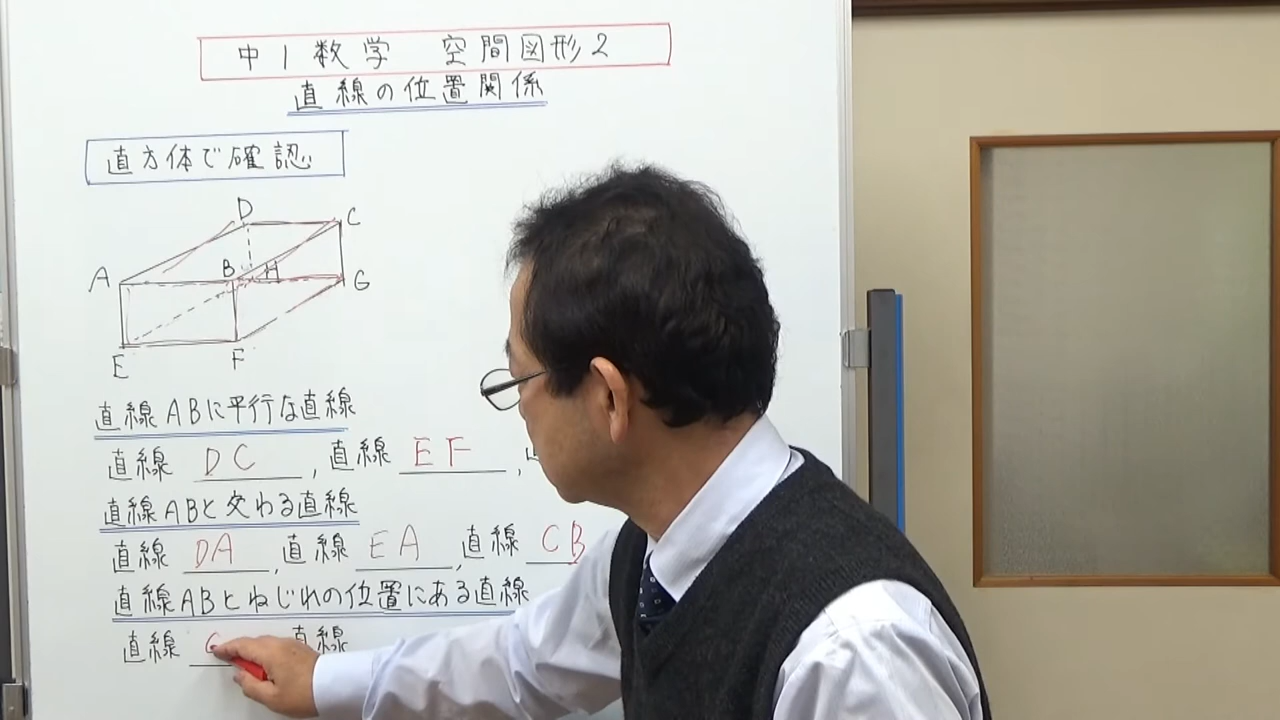 中1数学 空間図形2
直線の位置関係
直方体で確認
D
C
A
B
H
G
E
F
直線ABに平行な直線
直線 DC , 直線 EF ,
直線ABと交わる直線
直線 DA , 直線 EA , 直線 CB
直線ABとねじれの位置にある直線
直線 直線